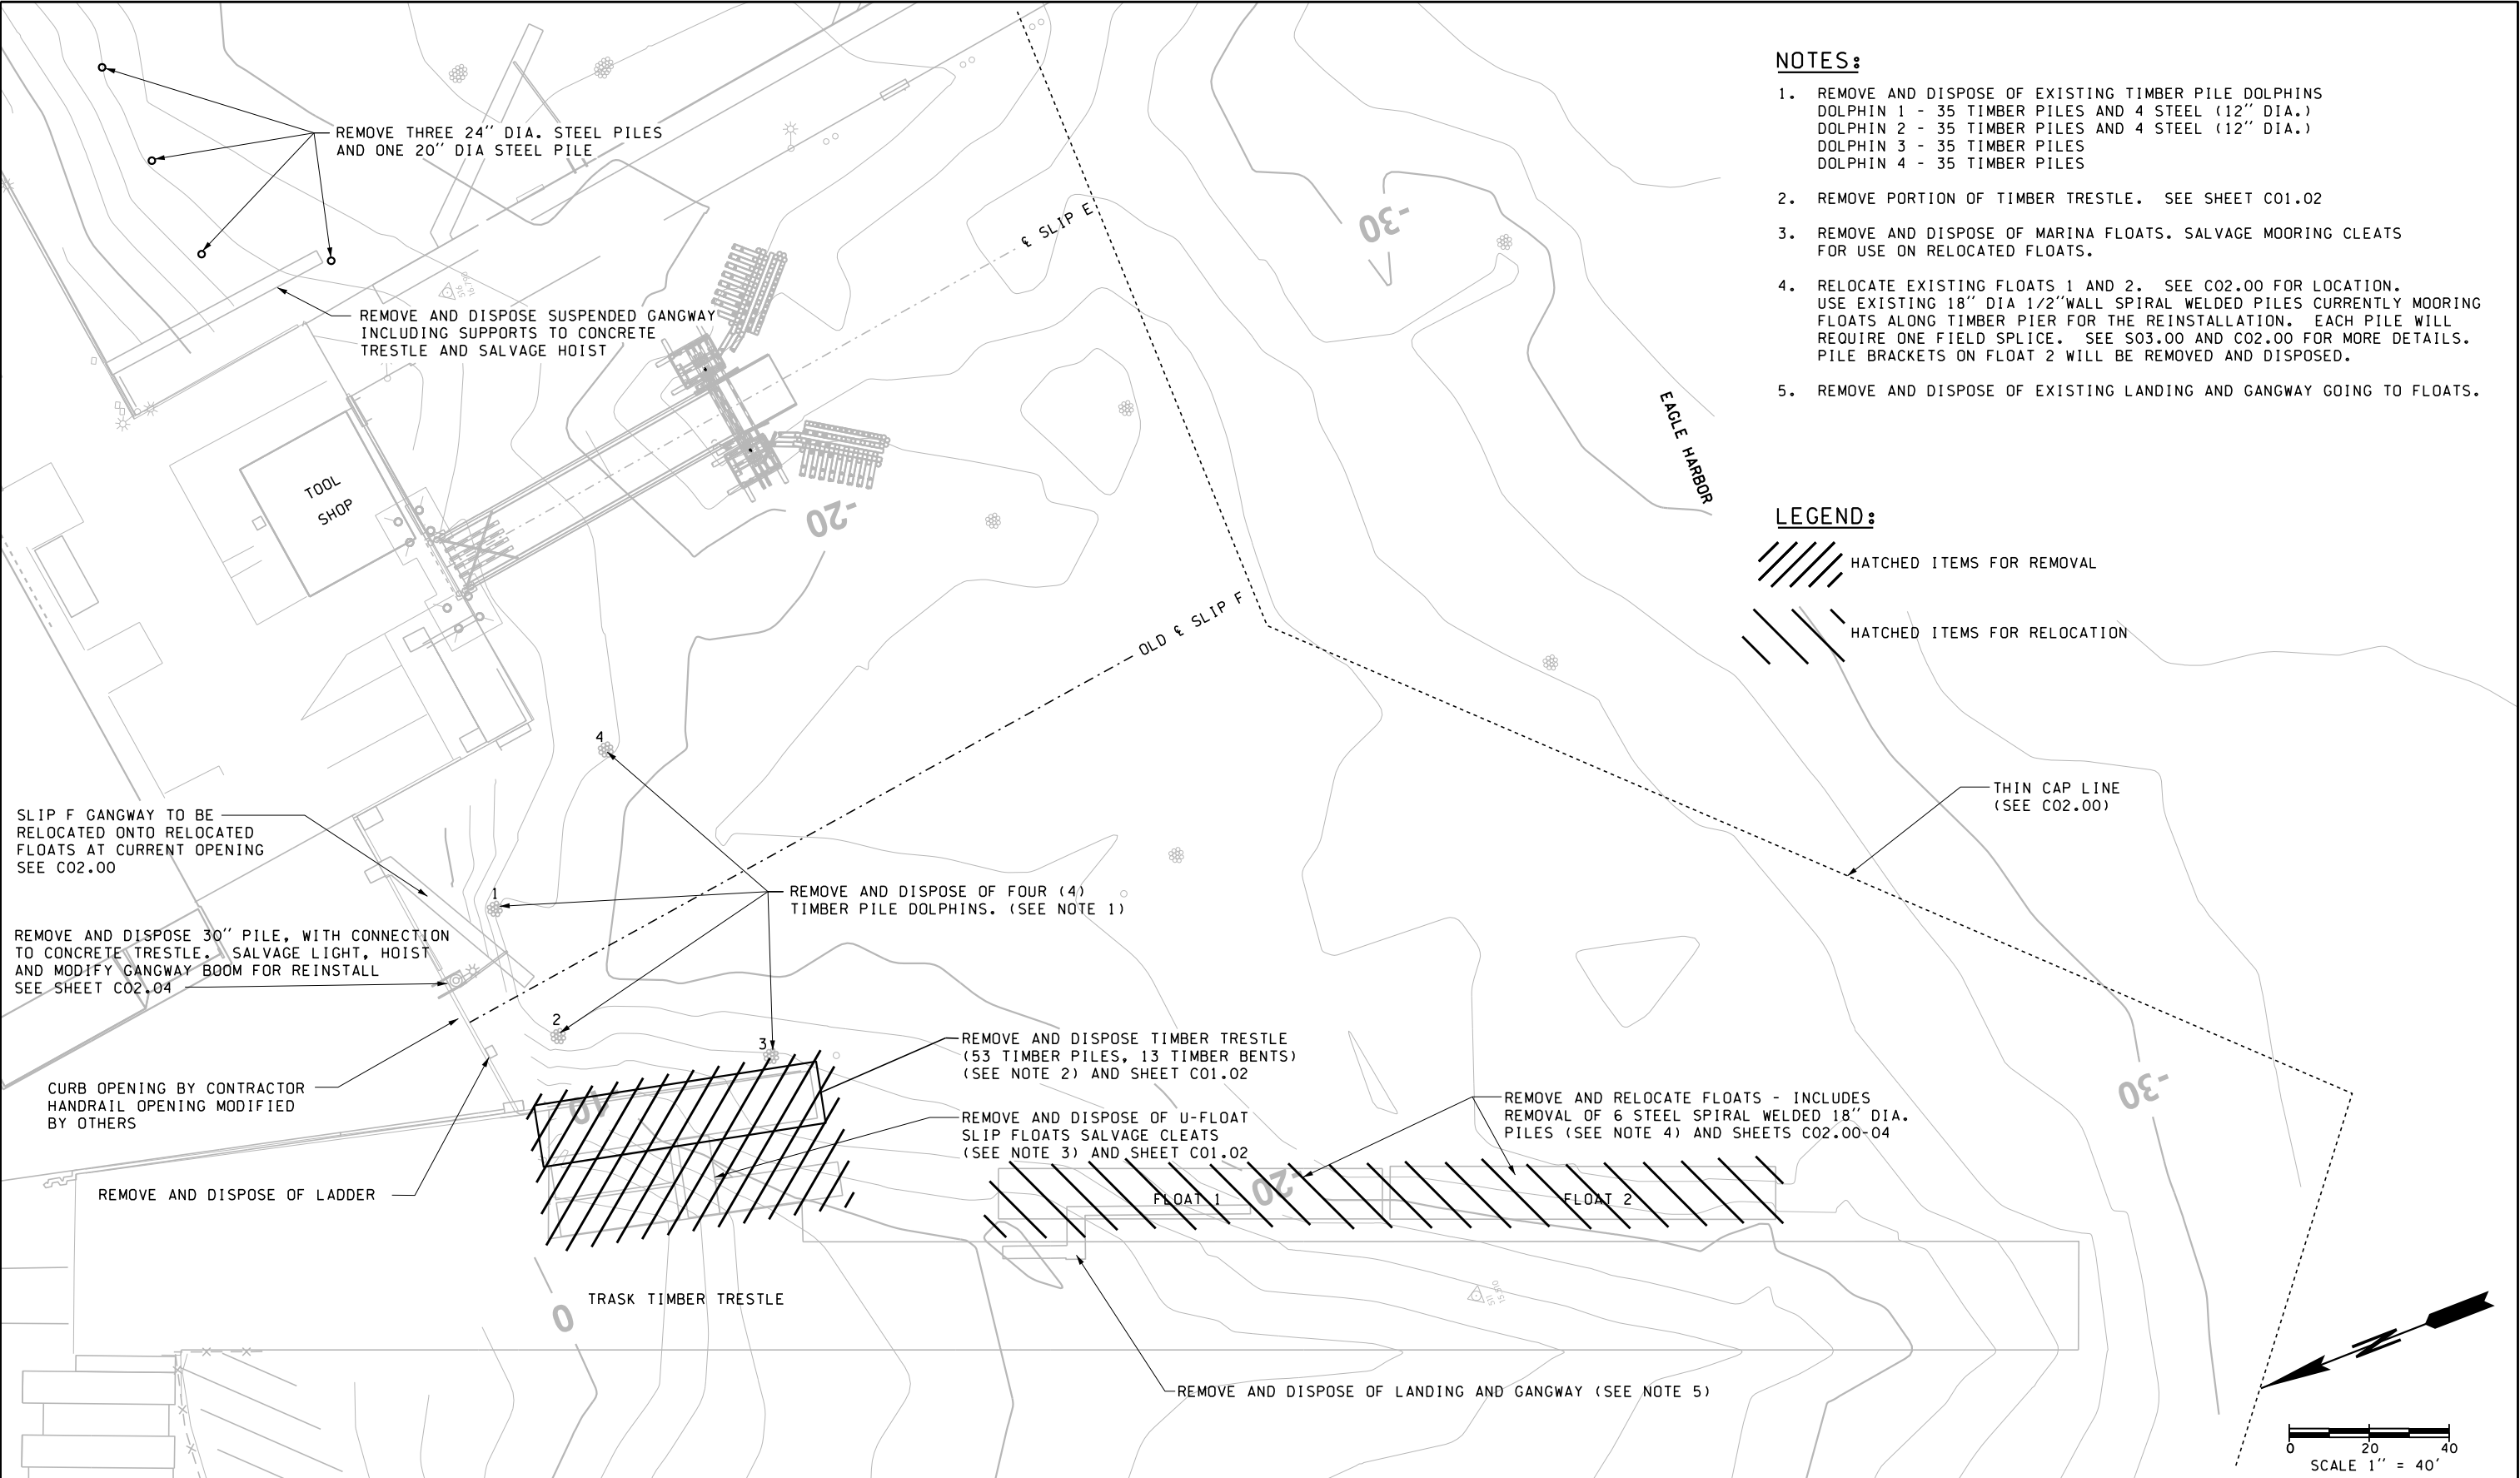 REMOVE THREE 24" DIA. STEEL PILES
AND ONE 20" DIA STEEL PILE
REMOVE AND DISPOSE SUSPENDED GANGWAY
INCLUDING SUPPORTS TO CONCRETE
TRESTLE AND SALVAGE HOIST
TOOL
SHOP
℄ SLIP E
-20
-30
EAGLE HARBOR
NOTES:
1. REMOVE AND DISPOSE OF EXISTING TIMBER PILE DOLPHINS
DOLPHIN 1 - 35 TIMBER PILES AND 4 STEEL (12" DIA.)
DOLPHIN 2 - 35 TIMBER PILES AND 4 STEEL (12" DIA.)
DOLPHIN 3 - 35 TIMBER PILES
DOLPHIN 4 - 35 TIMBER PILES
2. REMOVE PORTION OF TIMBER TRESTLE. SEE SHEET C01.02
3. REMOVE AND DISPOSE OF MARINA FLOATS. SALVAGE MOORING CLEATS
FOR USE ON RELOCATED FLOATS.
4. RELOCATE EXISTING FLOATS 1 AND 2. SEE C02.00 FOR LOCATION.
USE EXISTING 18" DIA 1/2"WALL SPIRAL WELDED PILES CURRENTLY MOORING
FLOATS ALONG TIMBER PIER FOR THE REINSTALLATION. EACH PILE WILL
REQUIRE ONE FIELD SPLICE. SEE S03.00 AND C02.00 FOR MORE DETAILS.
PILE BRACKETS ON FLOAT 2 WILL BE REMOVED AND DISPOSED.
5. REMOVE AND DISPOSE OF EXISTING LANDING AND GANGWAY GOING TO FLOATS.
LEGEND:
HATCHED ITEMS FOR REMOVAL
HATCHED ITEMS FOR RELOCATION
OLD ℄ SLIP F
4
THIN CAP LINE
(SEE C02.00)
SLIP F GANGWAY TO BE
RELOCATED ONTO RELOCATED
FLOATS AT CURRENT OPENING
SEE C02.00
1
REMOVE AND DISPOSE OF FOUR (4)
TIMBER PILE DOLPHINS. (SEE NOTE 1)
REMOVE AND DISPOSE 30" PILE, WITH CONNECTION
TO CONCRETE TRESTLE. SALVAGE LIGHT, HOIST
AND MODIFY GANGWAY BOOM FOR REINSTALL
SEE SHEET C02.04
2
3
REMOVE AND DISPOSE TIMBER TRESTLE
(53 TIMBER PILES, 13 TIMBER BENTS)
(SEE NOTE 2) AND SHEET C01.02
CURB OPENING BY CONTRACTOR
HANDRAIL OPENING MODIFIED
BY OTHERS
REMOVE AND DISPOSE OF U-FLOAT
SLIP FLOATS SALVAGE CLEATS
(SEE NOTE 3) AND SHEET C01.02
REMOVE AND RELOCATE FLOATS - INCLUDES
REMOVAL OF 6 STEEL SPIRAL WELDED 18" DIA.
PILES (SEE NOTE 4) AND SHEETS C02.00-04
-30
REMOVE AND DISPOSE OF LADDER
FLOAT 1
-20
FLOAT 2
0
TRASK TIMBER TRESTLE
REMOVE AND DISPOSE OF LANDING AND GANGWAY (SEE NOTE 5)
N
0 20 40
SCALE 1" = 40'